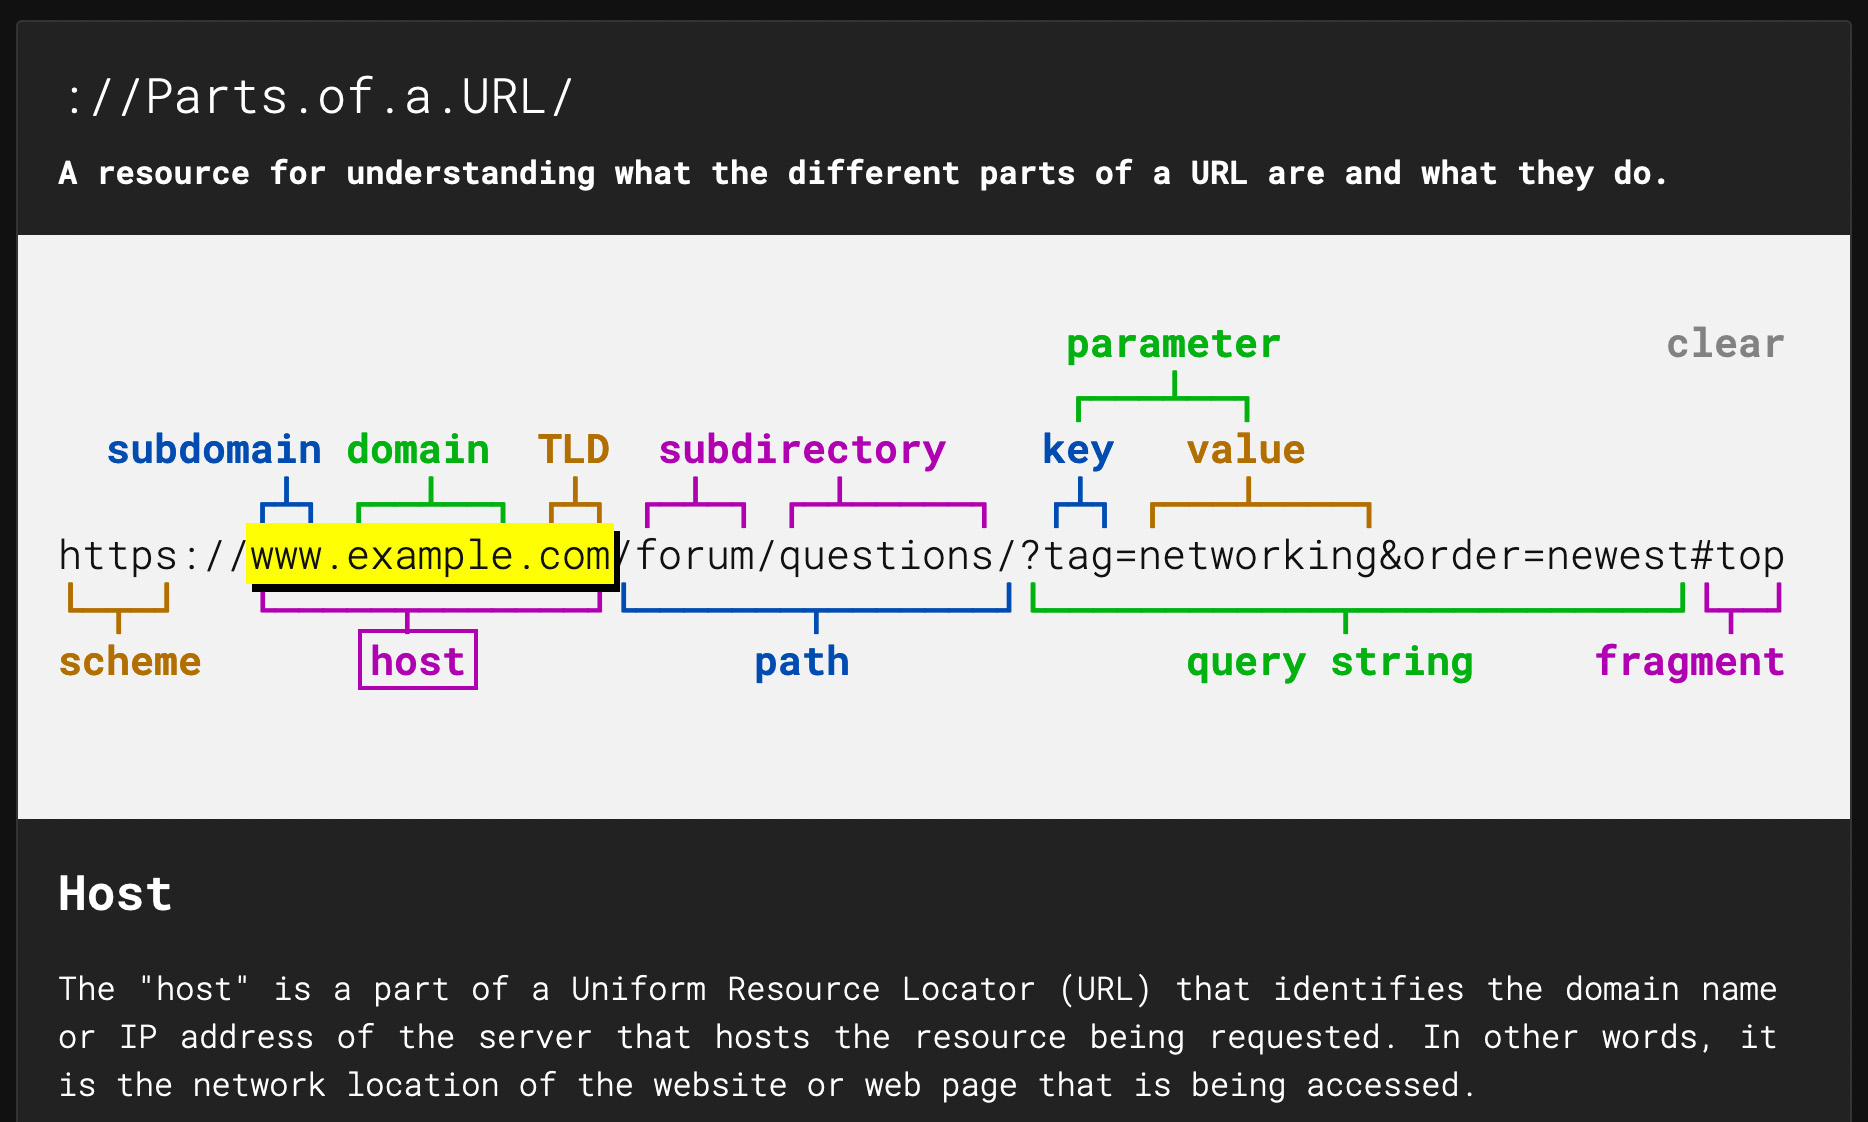 ://Parts.of.a.URL/
A resource for understanding what the different parts of a URL are and what they do.
parameter clear
subdomain domain TLD subdirectory key value
https://www.example.com/forum/questions/?tag=networking&order=newest#top
scheme host path query string fragment
Host
The "host" is a part of a Uniform Resource Locator (URL) that identifies the domain name
or IP address of the server that hosts the resource being requested. In other words, it
is the network location of the website or web page that is being accessed.